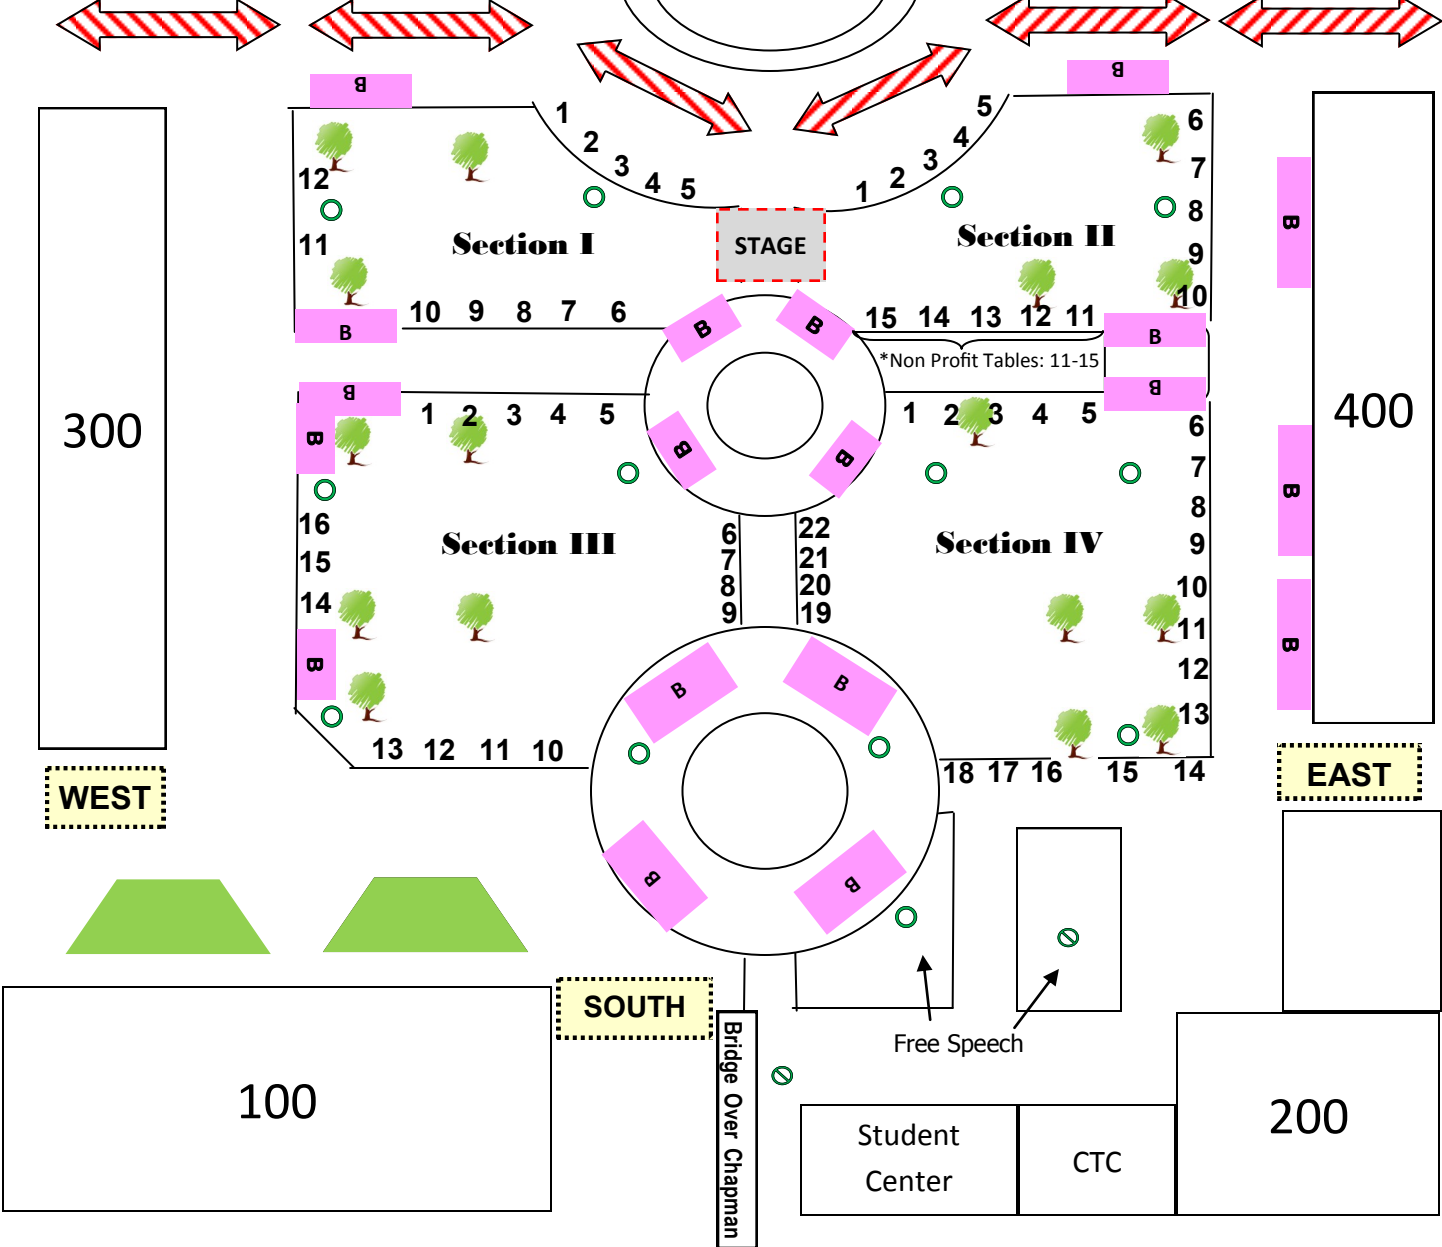 B
B
1
2
3
4
5
5
4
3
2
1
6
7
8
9
10
12
11
Section I
STAGE
Section II
B
10 9 8 7 6
B
B
B
15 14 13 12 11
B
*Non Profit Tables: 11-15
300
400
B
B
1 2 3 4 5
1 2 3 4 5
B
B
B
B
B
16
15
14
B
Section III
Section IV
6
7
8
9
22
21
20
19
6
7
8
9
10
11
12
13
B
B
B
B
13 12 11 10
18 17 16 15 14
WEST
EAST
B
B
SOUTH
Free Speech
100
Bridge Over Chapman
Student
Center
CTC
200